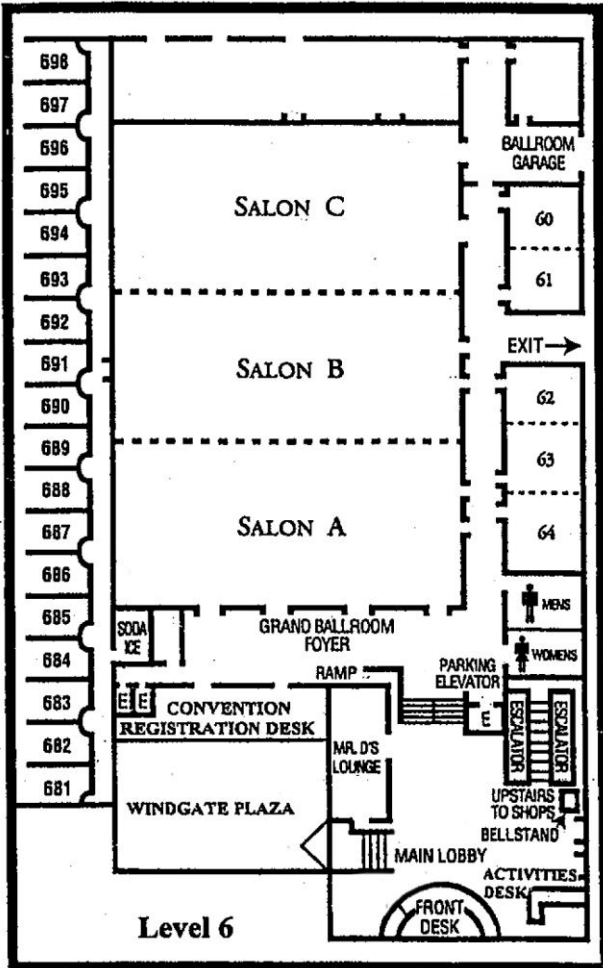 698
697
696
695
694
693
692
691
690
689
688
687
686
685
684
683
682
681
SALON C
SALON B
SALON A
BALLROOM
GARAGE
60
61
EXIT
62
63
64
MENS
WOMENS
SODA
ICE
GRAND BALLROOM
FOYER
RAMP
PARKING
ELEVATOR
E
E
E
CONVENTION
REGISTRATION DESK
MR. D'S
LOUNGE
ESCALATOR
ESCALATOR
WINDGATE PLAZA
UPSTAIRS
TO SHOPS
BELLSTAND
MAIN LOBBY
ACTIVITIES
DESK
FRONT
DESK
Level 6